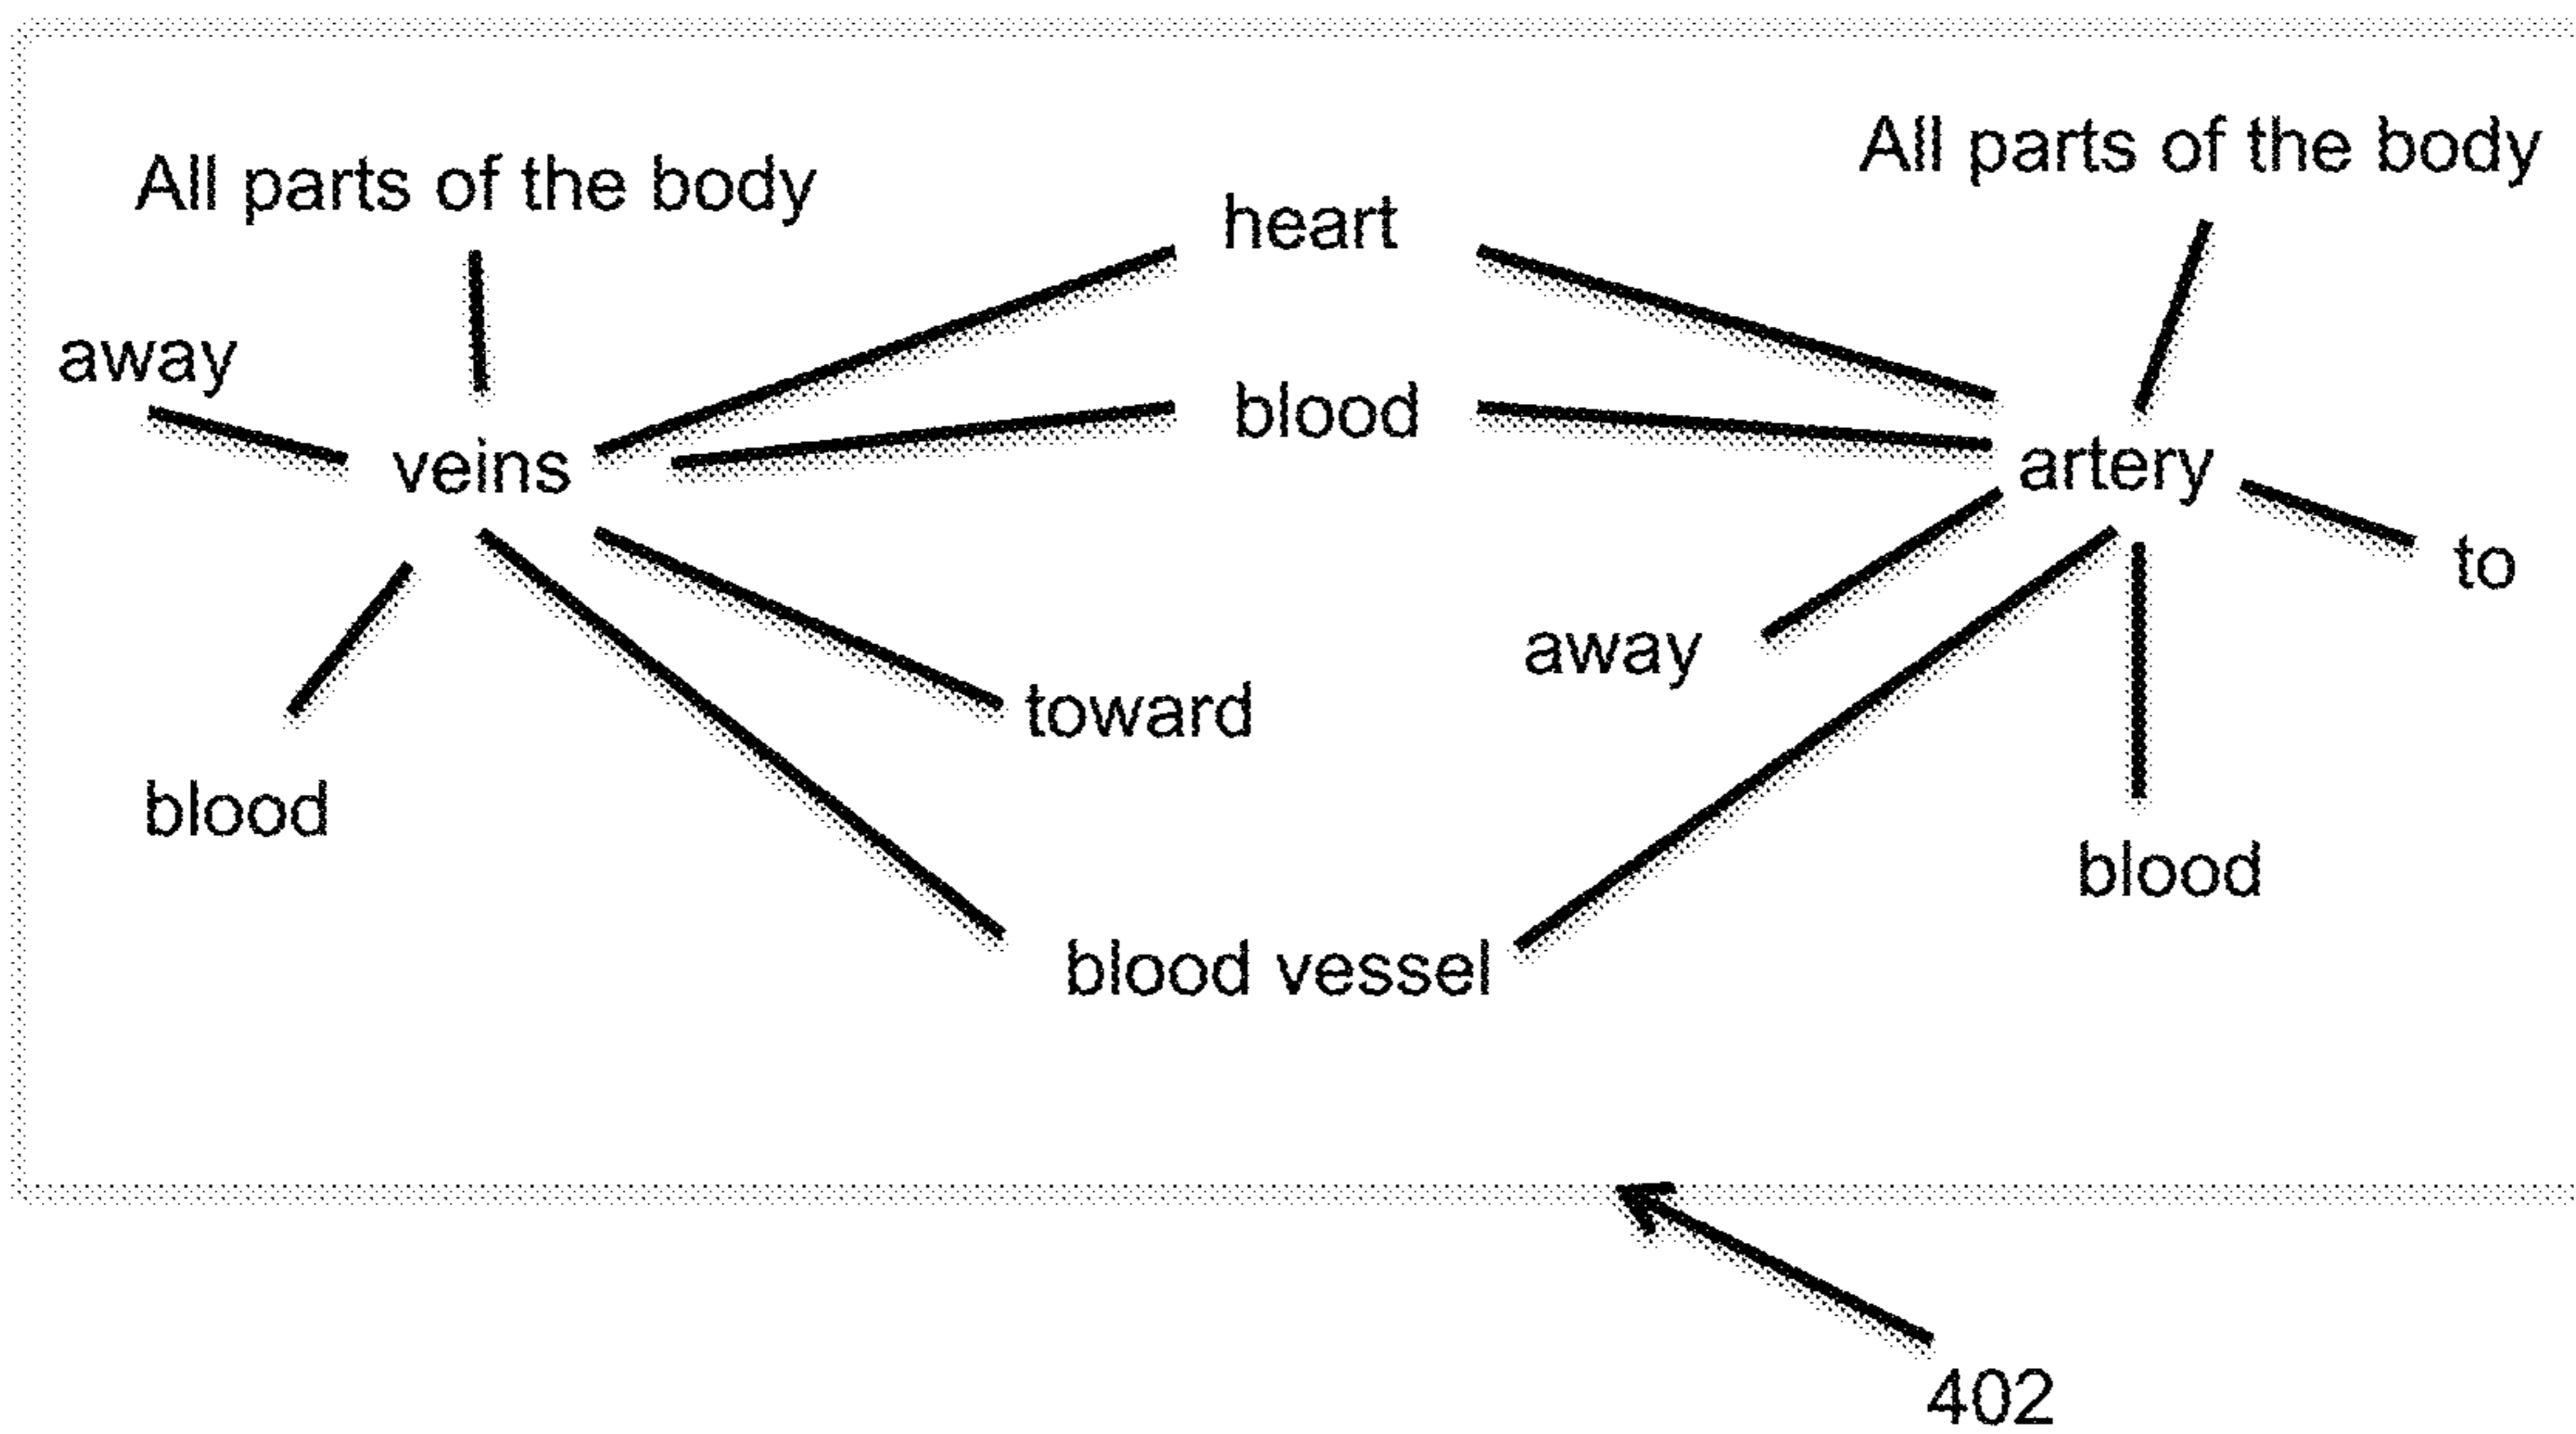 All parts of the body
All parts of the body
heart
away
blood
veins
artery
to
away
toward
blood
blood
blood vessel
402